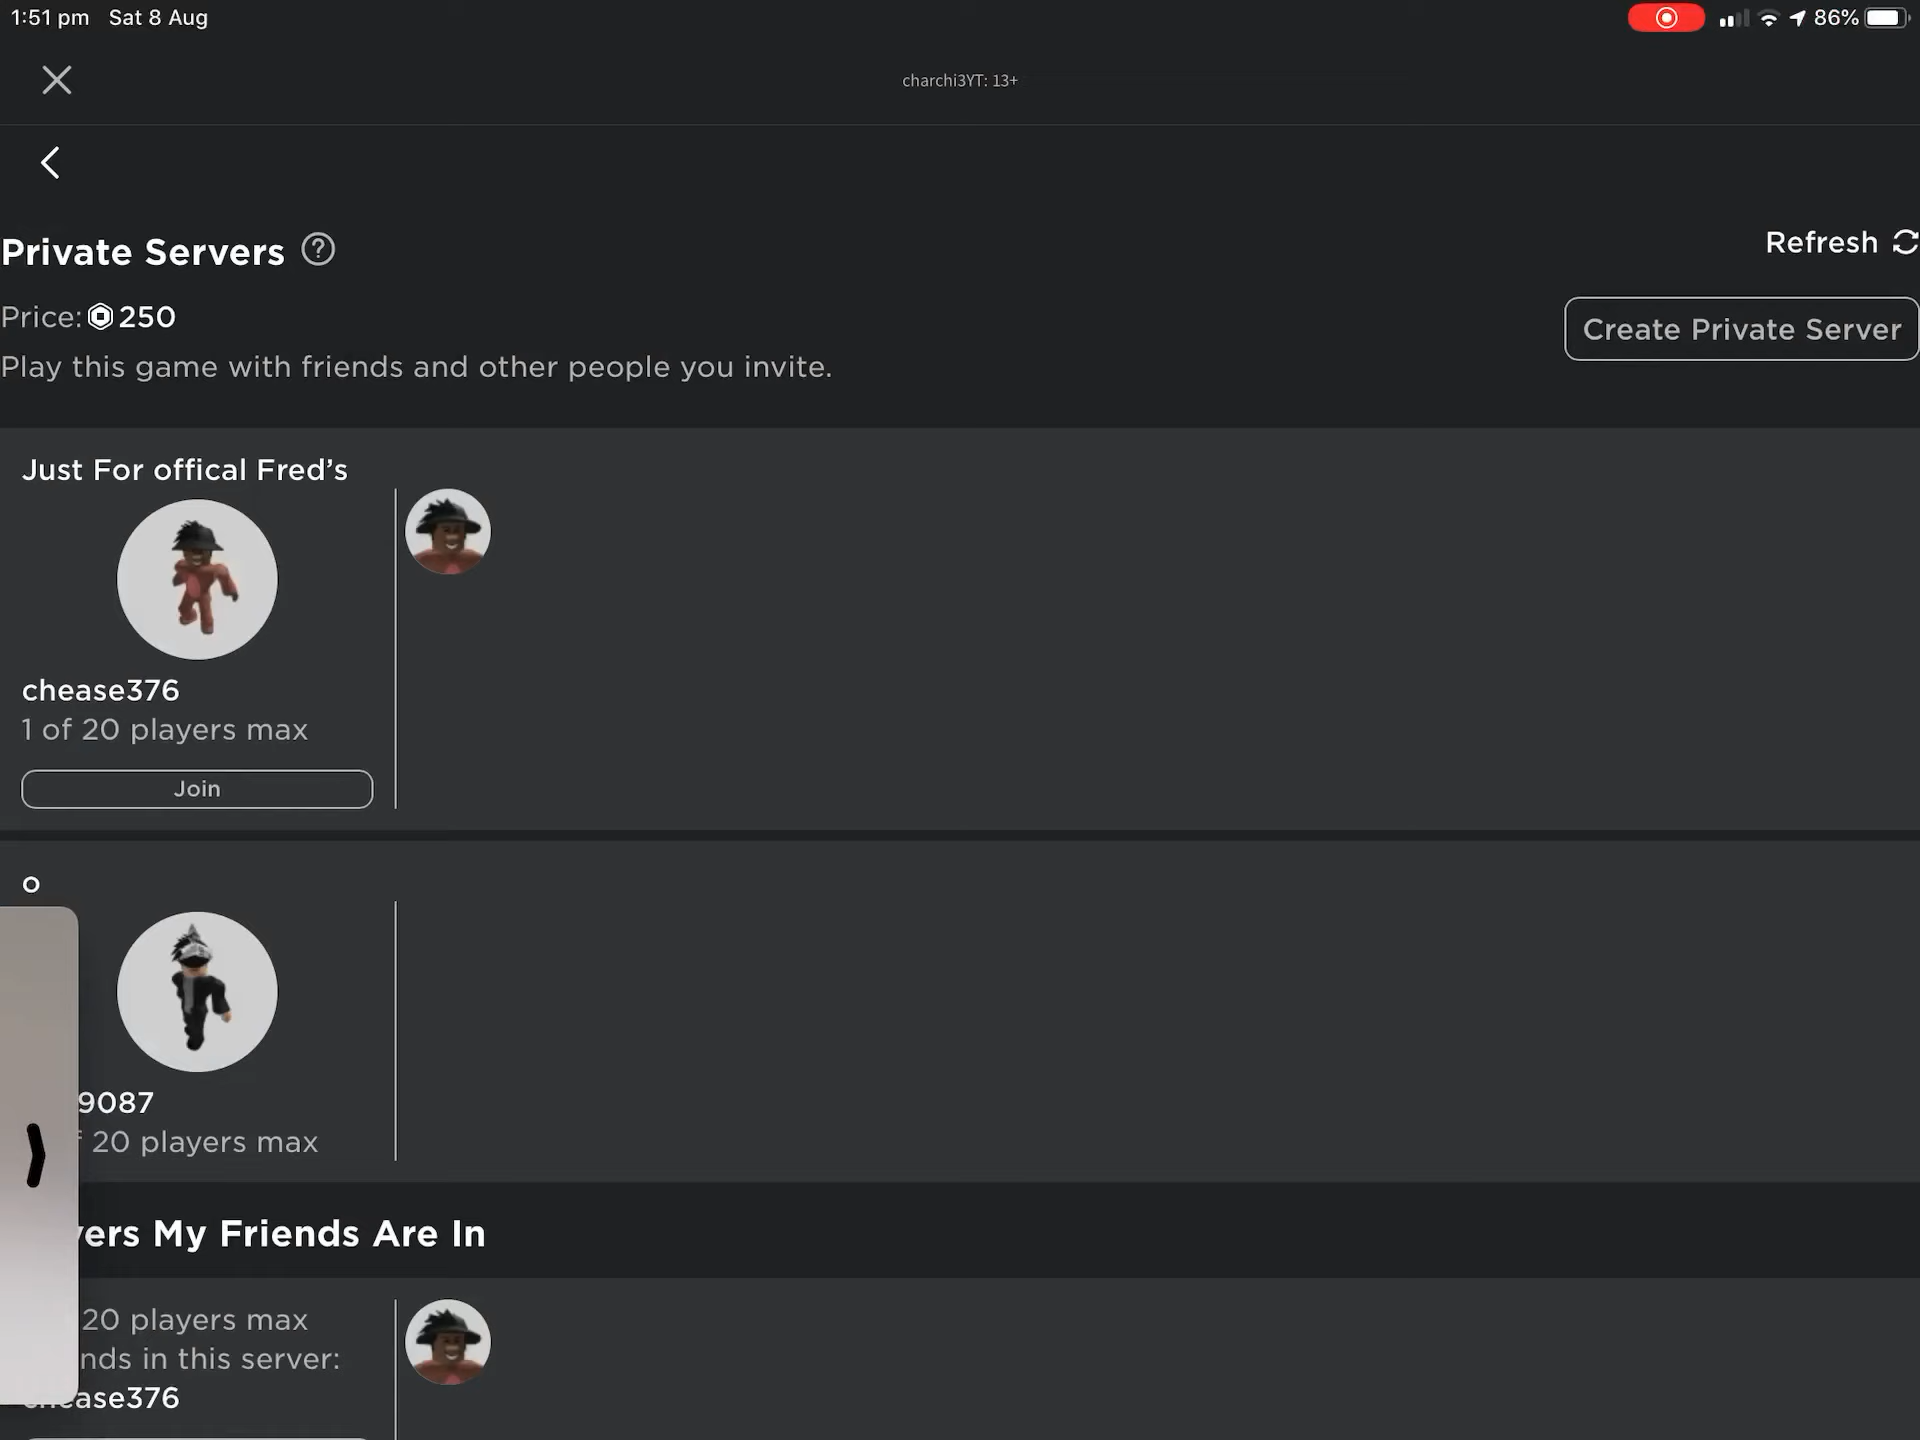 1:51 pm Sat 8 Aug
86%
charchi3YT: 13+
Private Servers
Refresh
Price: 250
Create Private Server
Play this game with friends and other people you invite.
Just For offical Fred's
chease376
1 of 20 players max
Join
o
9087
20 players max
vers My Friends Are In
20 players max
nds in this server:
chease376